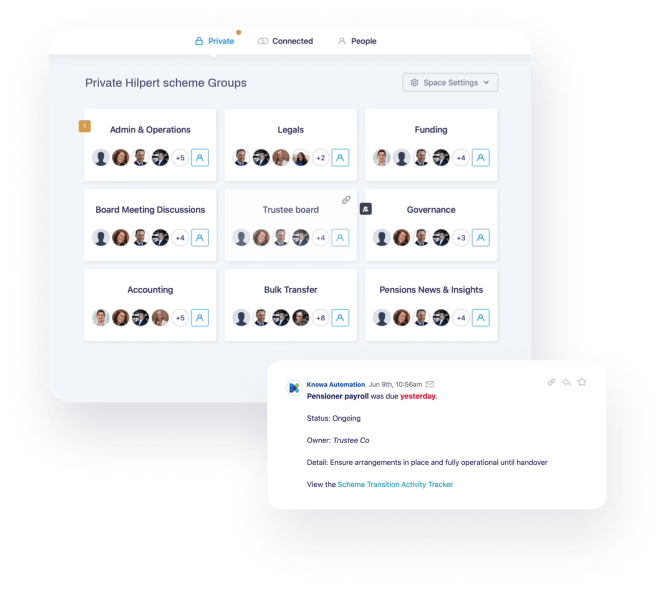 Private
Connected
People
Private Hilpert scheme Groups
Space Settings
1
Admin & Operations
Legals
Funding
+5
+2
+4
Board Meeting Discussions
Trustee board
Governance
+4
+4
+3
Accounting
Bulk Transfer
Pensions News & Insights
+5
+8
+4
Knowa Automation, Jun 9th, 10:56am
Pensioner payroll was due yesterday.
Status: Ongoing
Owner: Trustee Co
Detail: Ensure arrangements in place and fully operational until handover
View the Scheme Transition Activity Tracker